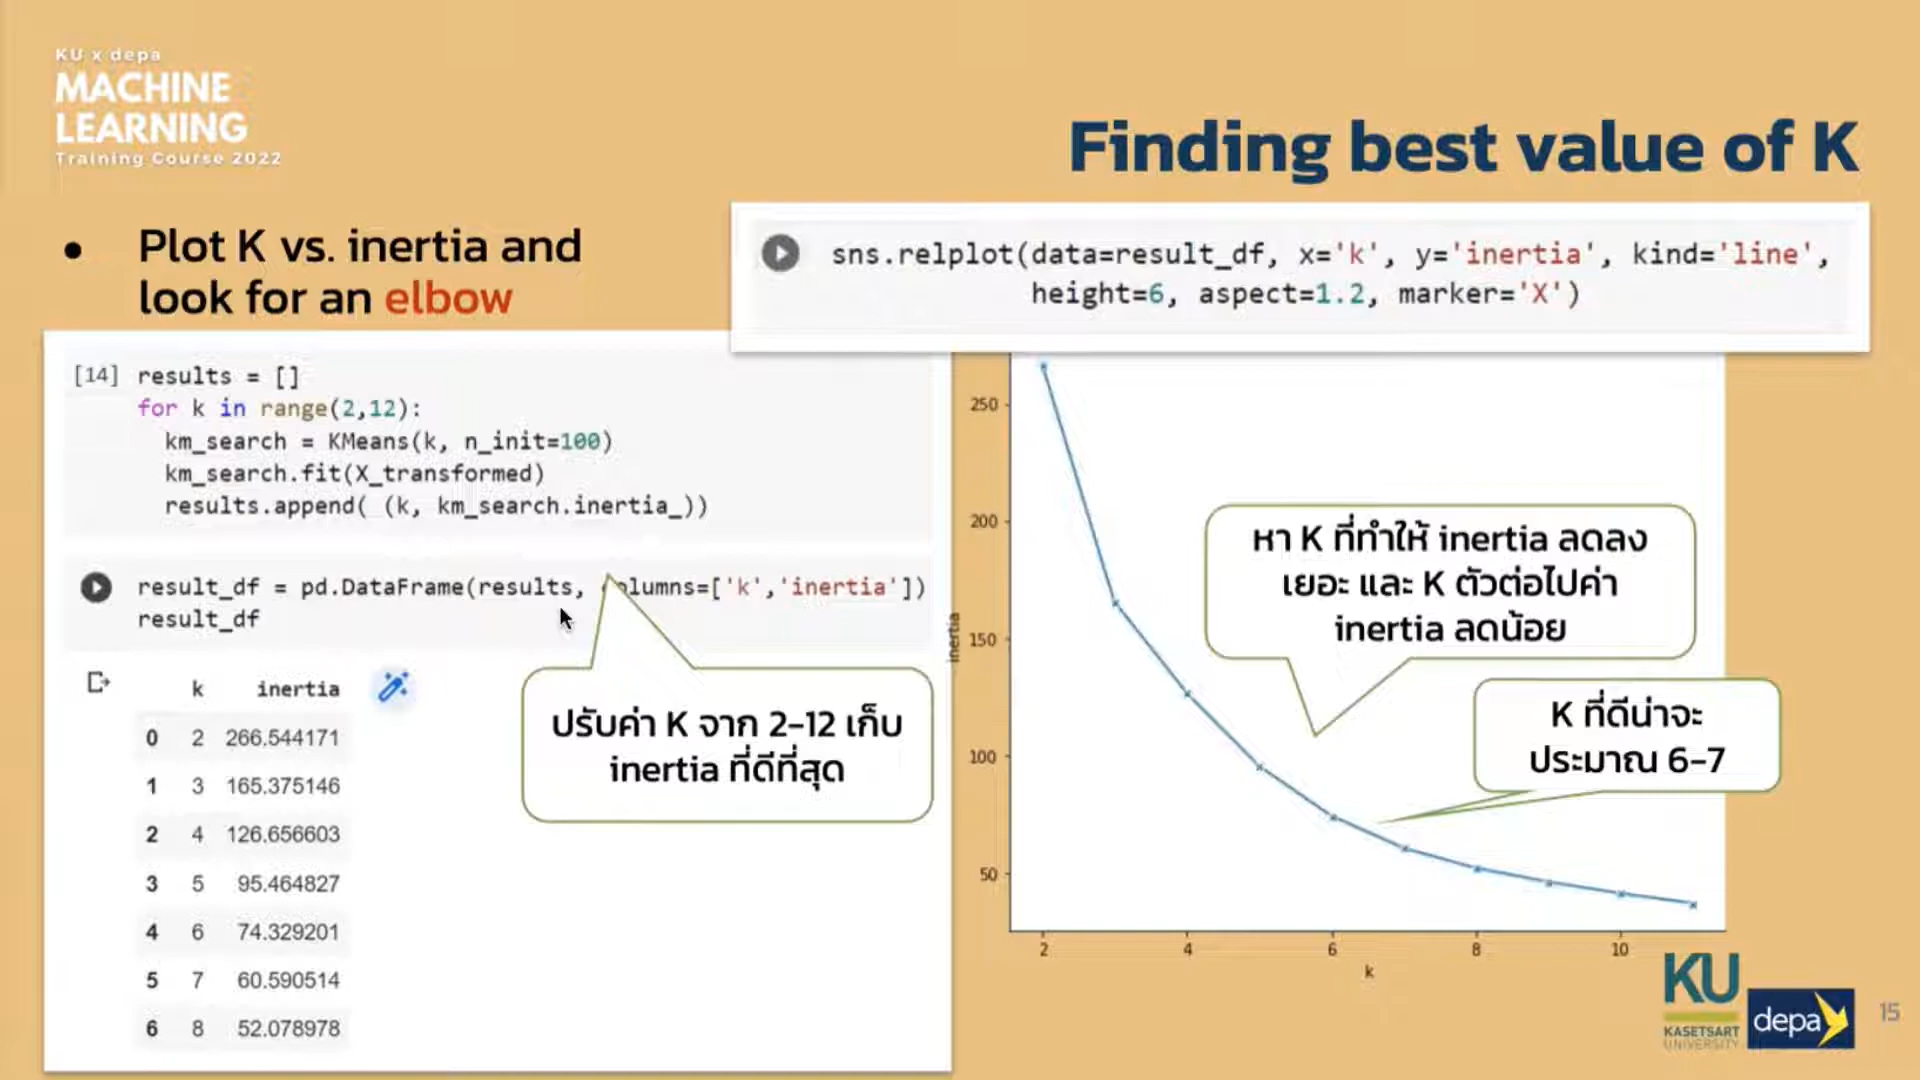 KU x depa
MACHINE
LEARNING
Training Course 2022
Finding best value of K
● Plot K vs. inertia and
look for an elbow
sns.relplot(data=result_df, x='k', y='inertia', kind='line',
height=6, aspect=1.2, marker='X')
[14] results = []
for k in range(2,12):
km_search = KMeans(k, n_init=100)
km_search.fit(X_transformed)
results.append( (k, km_search.inertia_))
result_df = pd.DataFrame(results, columns=['k','inertia'])
result_df
k inertia
0 2 266.544171
1 3 165.375146
2 4 126.656603
3 5 95.464827
4 6 74.329201
5 7 60.590514
6 8 52.078978
ปรับค่า K จาก 2-12 เก็บ
inertia ที่ดีที่สุด
250
200
150
100
50
inertia
2 4 6 8 10
k
หา K ที่ทำให้ inertia ลดลง
เยอะ และ K ตัวต่อไปค่า
inertia ลดน้อย
K ที่ดีน่าจะ
ประมาณ 6-7
KU
KASETSART
UNIVERSITY
depa
15